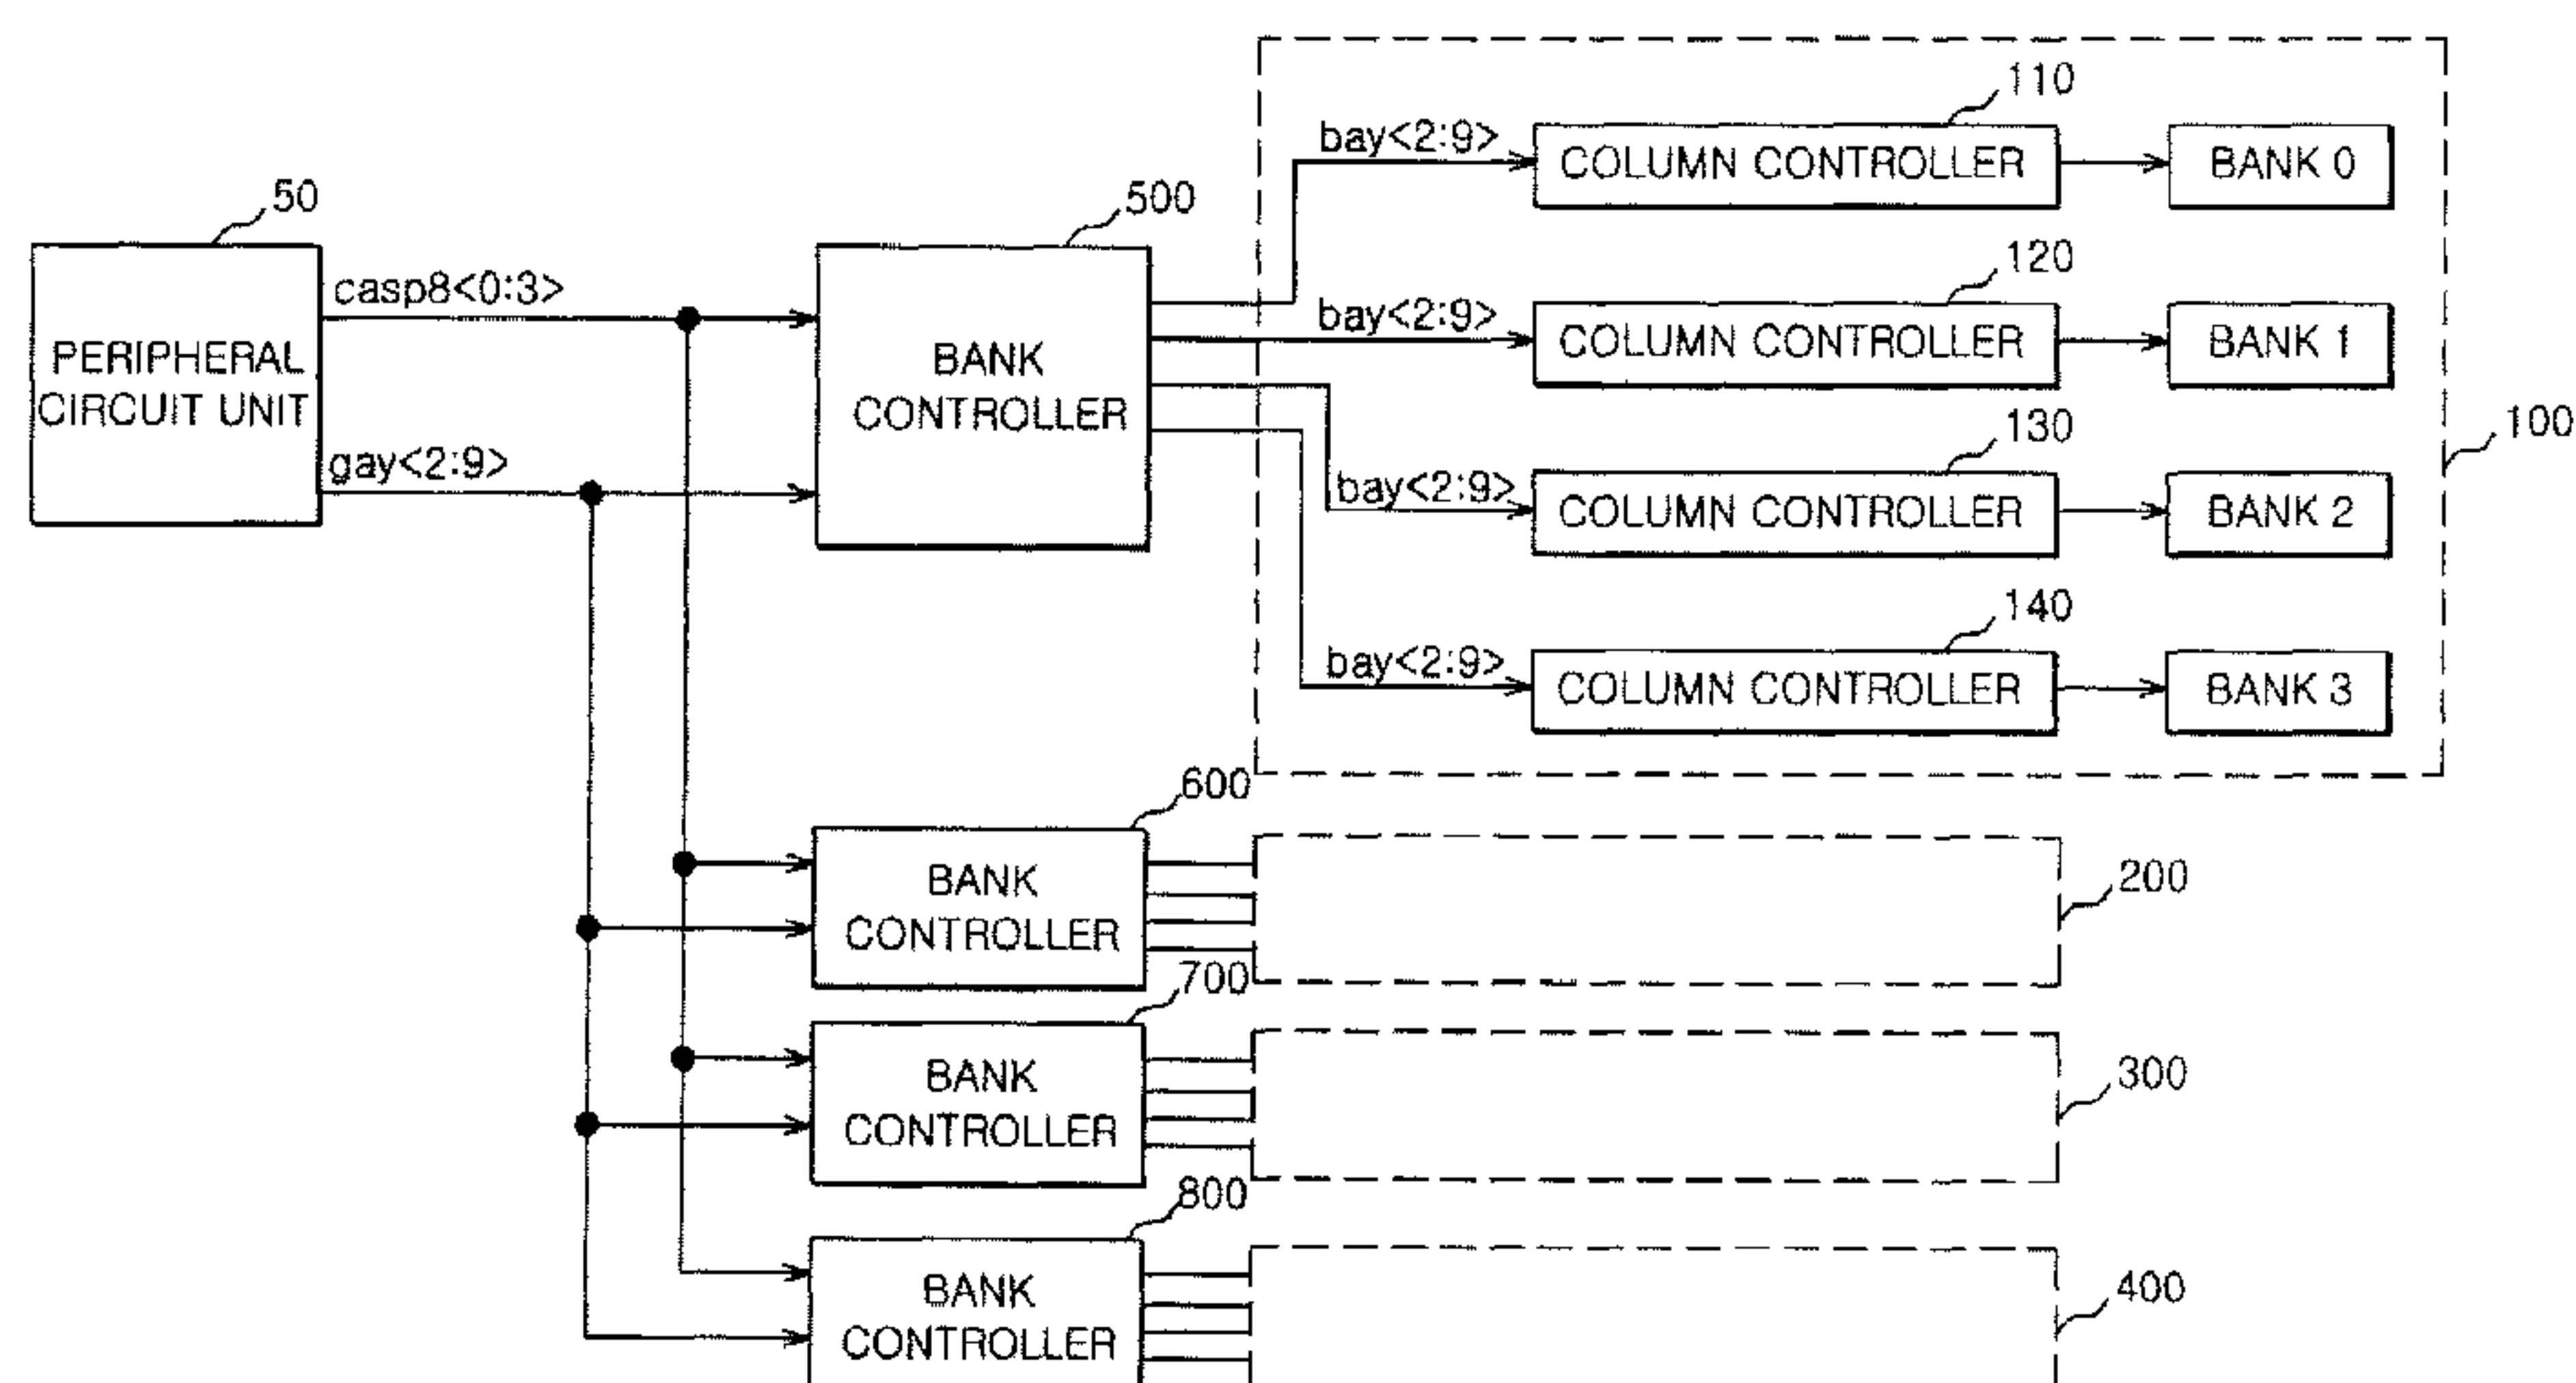 110
bay<2:9>
COLUMN CONTROLLER
BANK 0
50
500
120
casp8<0:3>
bay<2:9>
COLUMN CONTROLLER
BANK 1
PERIPHERAL
CIRCUIT UNIT
BANK
CONTROLLER
130
100
gay<2:9>
bay<2:9>
COLUMN CONTROLLER
BANK 2
140
bay<2:9>
COLUMN CONTROLLER
BANK 3
600
BANK
CONTROLLER
200
700
BANK
CONTROLLER
300
800
BANK
CONTROLLER
400